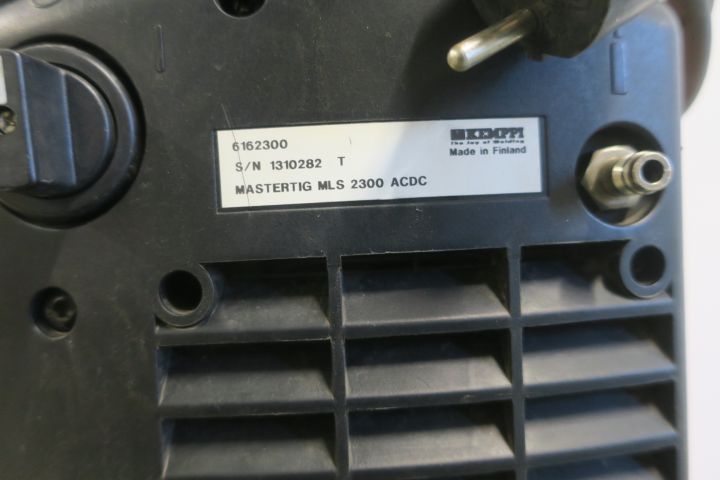 6162300
S/N 1310282 T
MASTERTIG MLS 2300 ACDC
KEMPPI
The Joy of Welding
Made in Finland